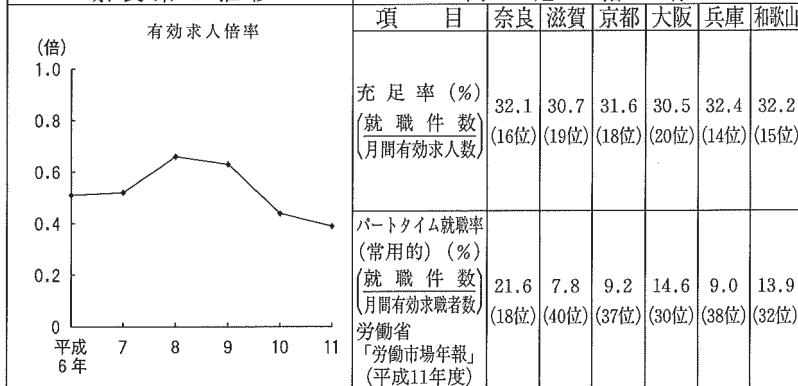 有効求人倍率
(倍)
1.0
0.8
0.6
0.4
0.2
0
平成
6年
7 8 9 10 11
項 目 奈良 滋賀 京都 大阪 兵庫 和歌山
充足率(%)
(就職件数
月間有効求人数)
32.1 30.7 31.6 30.5 32.4 32.2
(16位) (19位) (18位) (20位) (14位) (15位)
パートタイム就職率
(常用的)(%)
(就職件数
月間有効求職者数)
21.6 7.8 9.2 14.6 9.0 13.9
(18位) (40位) (37位) (30位) (38位) (32位)
労働省
「労働市場年報」
(平成11年度)